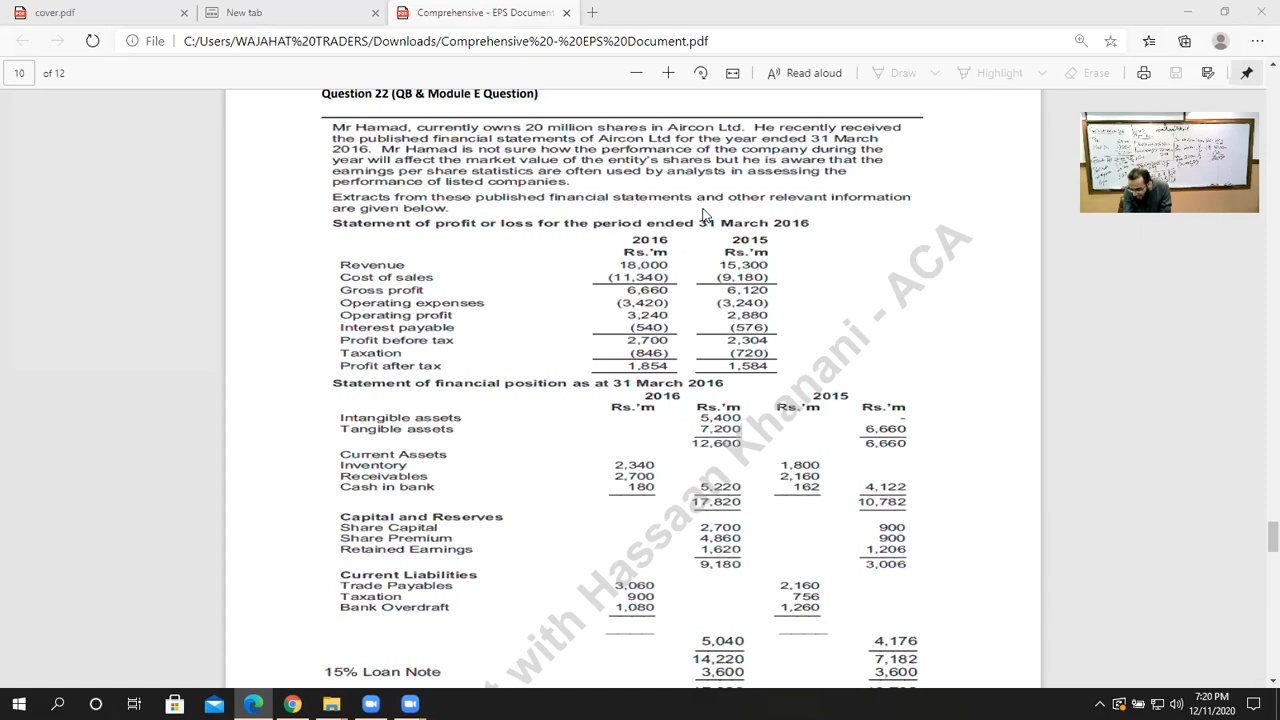 cover.pdf
New tab
Comprehensive - EPS Document
File C:/Users/WAJAHAT%20TRADERS/Downloads/Comprehensive%20-%20EPS%20Document.pdf
10 of 12
Read aloud
Draw
Highlight
Erase
Question 22 (QB & Module E Question)
Mr Hamad, currently owns 20 million shares in Aircon Ltd. He recently received
the published financial statements of Aircon Ltd for the year ended 31 March
2016. Mr Hamad is not sure how the performance of the company during the
year will affect the market value of the entity's shares but he is aware that the
earnings per share statistics are often used by analysts in assessing the
performance of listed companies.
Extracts from these published financial statements and other relevant information
are given below.
Statement of profit or loss for the period ended 31 March 2016
2016 2015
Rs.'m Rs.'m
Revenue 18,000 15,300
Cost of sales (11,340) (9,180)
Gross profit 6,660 6,120
Operating expenses (3,420) (3,240)
Operating profit 3,240 2,880
Interest payable (540) (576)
Profit before tax 2,700 2,304
Taxation (846) (720)
Profit after tax 1,854 1,584
Statement of financial position as at 31 March 2016
2016 2015
Rs.'m Rs.'m Rs.'m Rs.'m
Intangible assets 5,400 -
Tangible assets 7,200 6,660
12,600 6,660
Current Assets
Inventory 2,340 1,800
Receivables 2,700 2,160
Cash in bank 180 5,220 162 4,122
17,820 10,782
Capital and Reserves
Share Capital 2,700 900
Share Premium 4,860 900
Retained Earnings 1,620 1,206
9,180 3,006
Current Liabilities
Trade Payables 3,060 2,160
Taxation 900 756
Bank Overdraft 1,080 1,260
5,040 4,176
14,220 7,182
15% Loan Note 3,600 3,600
t with Hassaan Khanani - ACA
7:20 PM
12/11/2020